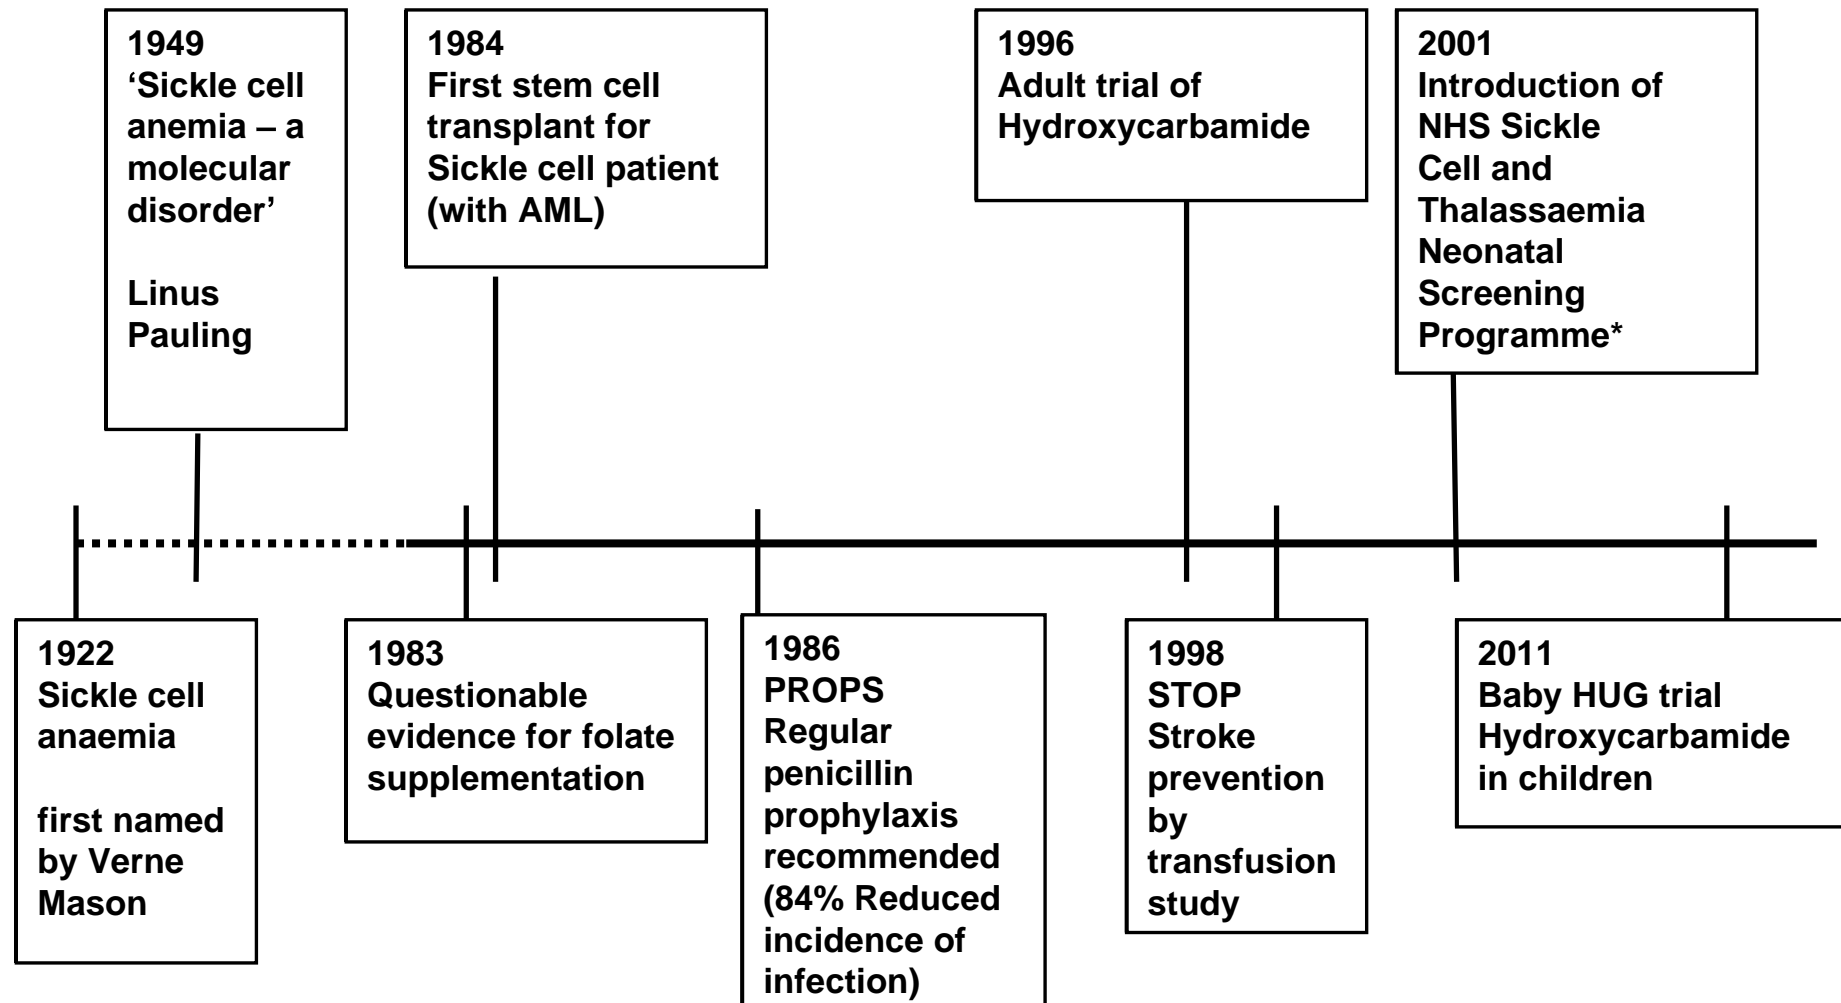 1949
‘Sickle cell
anemia – a
molecular
disorder’
Linus
Pauling
1984
First stem cell
transplant for
Sickle cell patient
(with AML)
1996
Adult trial of
Hydroxycarbamide
2001
Introduction of
NHS Sickle
Cell and
Thalassaemia
Neonatal
Screening
Programme*
1922
Sickle cell
anaemia
first named
by Verne
Mason
1983
Questionable
evidence for folate
supplementation
1986
PROPS
Regular
penicillin
prophylaxis
recommended
(84% Reduced
incidence of
infection)
1998
STOP
Stroke
prevention
by
transfusion
study
2011
Baby HUG trial
Hydroxycarbamide
in children